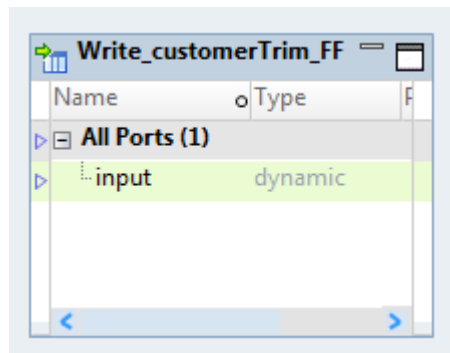 Write_customerTrim_FF
Name Type
All Ports (1)
input dynamic